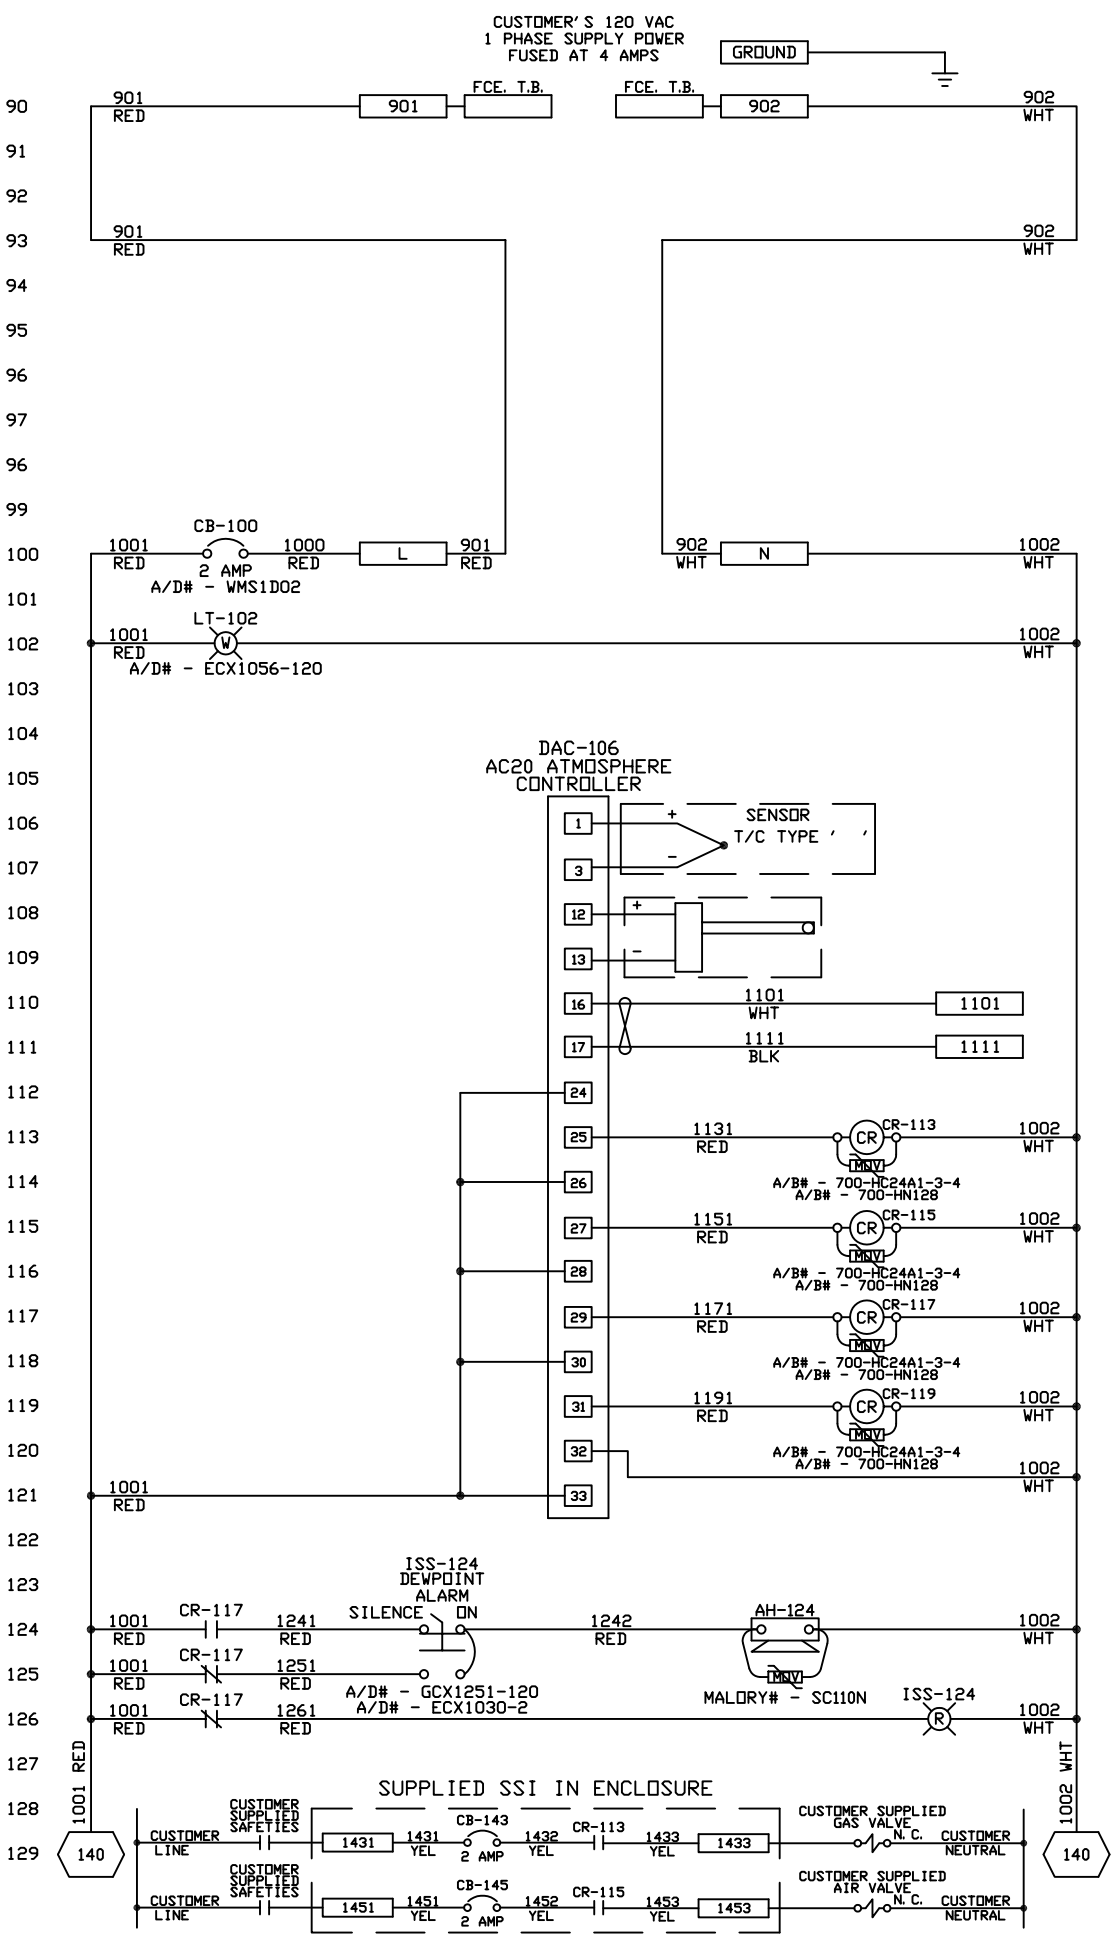 CUSTOMER'S 120 VAC
1 PHASE SUPPLY POWER
FUSED AT 4 AMPS
GROUND
FCE. T.B.
FCE. T.B.
90
901
RED
901
902
902
WHT
91
92
93
901
RED
902
WHT
94
95
96
97
96
99
CB-100
100
1001
RED
1000
RED
L
901
RED
902
WHT
N
1002
WHT
2 AMP
A/D# - WMS1D02
101
LT-102
102
1001
RED
W
1002
WHT
A/D# - ECX1056-120
103
104
DAC-106
AC20 ATMOSPHERE
CONTROLLER
105
106
1
+
SENSOR
T/C TYPE ' '
107
3
-
108
12
+
109
13
-
110
16
1101
WHT
1101
111
17
1111
BLK
1111
112
24
113
25
1131
RED
CR
CR-113
1002
WHT
MOV
A/B# - 700-HC24A1-3-4
A/B# - 700-HN128
114
26
115
27
1151
RED
CR
CR-115
1002
WHT
MOV
A/B# - 700-HC24A1-3-4
A/B# - 700-HN128
116
28
117
29
1171
RED
CR
CR-117
1002
WHT
MOV
A/B# - 700-HC24A1-3-4
A/B# - 700-HN128
118
30
119
31
1191
RED
CR
CR-119
1002
WHT
MOV
A/B# - 700-HC24A1-3-4
A/B# - 700-HN128
120
32
1002
WHT
121
1001
RED
33
122
123
ISS-124
DEWPOINT
ALARM
SILENCE ON
124
1001
RED
CR-117
1241
RED
1242
RED
AH-124
1002
WHT
125
1001
RED
CR-117
1251
RED
MOV
A/D# - GCX1251-120
A/D# - ECX1030-2
MALORY# - SC110N
126
1001
RED
CR-117
1261
RED
ISS-124
R
1002
WHT
127
1001 RED
1002 WHT
SUPPLIED SSI IN ENCLOSURE
128
129
140
140
CUSTOMER
SUPPLIED
SAFETIES
CUSTOMER
LINE
1431
1431
YEL
CB-143
2 AMP
1432
YEL
CR-113
1433
YEL
1433
CUSTOMER SUPPLIED
GAS VALVE
N.C.
CUSTOMER
NEUTRAL
CUSTOMER
SUPPLIED
SAFETIES
CUSTOMER
LINE
1451
1451
YEL
CB-145
2 AMP
1452
YEL
CR-115
1453
YEL
1453
CUSTOMER SUPPLIED
AIR VALVE
N.C.
CUSTOMER
NEUTRAL